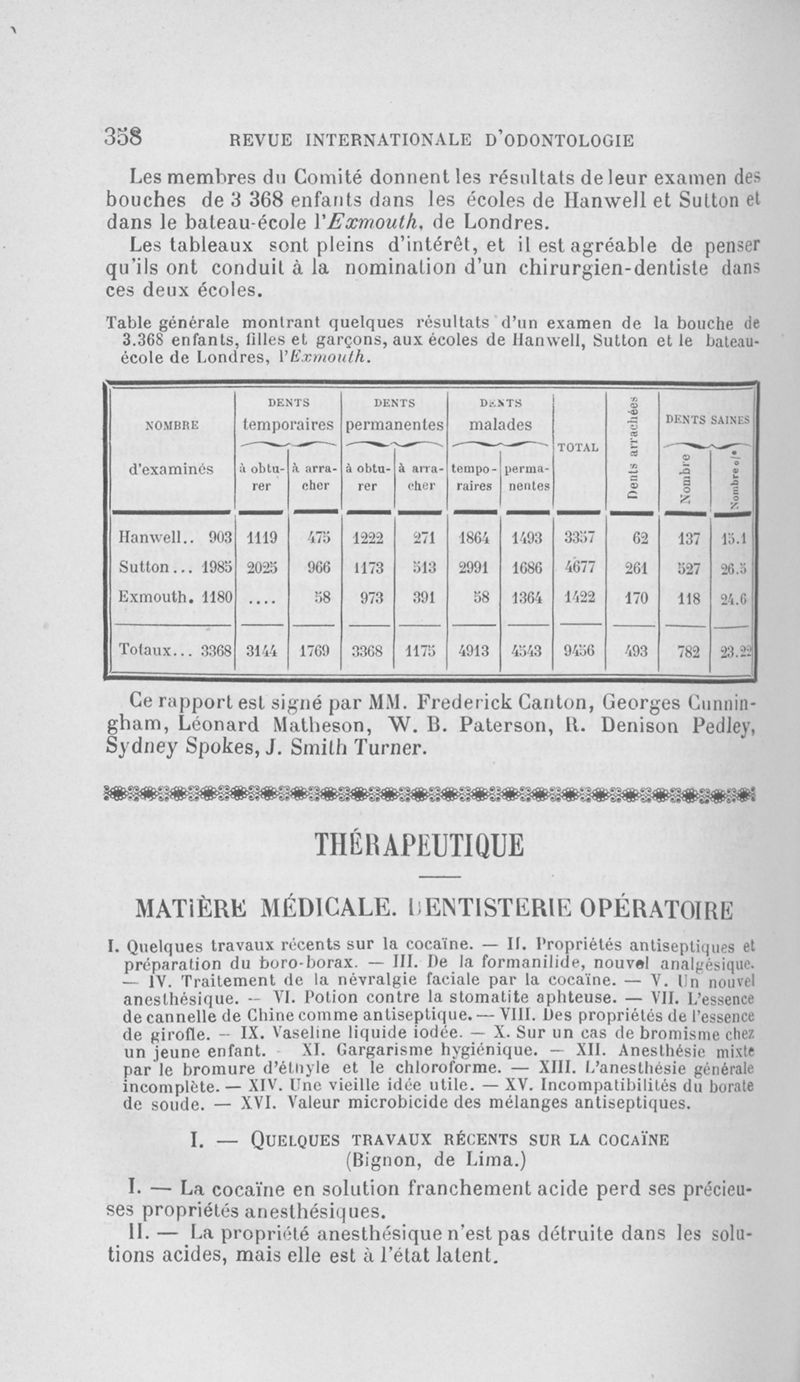 358 REVUE INTERNATIONALE D'ODONTOLOGIE
Les membres du Comité donnent les résultats de leur examen des
bouches de 3 368 enfants dans les écoles de Hanwell et Sutton et
dans le bateau-école l'Exmouth, de Londres.
Les tableaux sont pleins d'intérêt, et il est agréable de penser
qu'ils ont conduit à la nomination d'un chirurgien-dentiste dans
ces deux écoles.
Table générale montrant quelques résultats d'un examen de la bouche de
3.368 enfants, filles et garçons, aux écoles de Hanwell, Sutton et le bateau-
école de Londres, l'Exmouth.
NOMBRE
d'examinés
DENTS
temporaires
à obtu-
rer
à arra-
cher
DENTS
permanentes
à obtu-
rer
à arra-
cher
DENTS
malades
tempo-
raires
perma-
nentes
TOTAL
Dents arrachées
DENTS SAINES
Nombre
Nombre o/o
Hanwell.. 903 1119 475 1222 271 1864 1493 3357 62 137 15.1
Sutton... 1985 2025 966 1173 513 2991 1686 4677 261 527 26.5
Exmouth. 1180 .... 58 973 391 58 1364 1422 170 118 24.6
Totaux... 3368 3144 1769 3368 1175 4913 4543 9456 493 782 23.22
Ce rapport est signé par MM. Frederick Canton, Georges Cunnin-
gham, Léonard Matheson, W. B. Paterson, R. Denison Pedley,
Sydney Spokes, J. Smith Turner.
THÉRAPEUTIQUE
MATIÈRE MÉDICALE. DENTISTERIE OPÉRATOIRE
I. Quelques travaux récents sur la cocaïne. — II. Propriétés antiseptiques et
préparation du boro-borax. — III. De la formanilide, nouvel analgésique.
— IV. Traitement de la névralgie faciale par la cocaïne. — V. Un nouvel
anesthésique. — VI. Potion contre la stomatite aphteuse. — VII. L'essence
de cannelle de Chine comme antiseptique. — VIII. Des propriétés de l'essence
de girofle. — IX. Vaseline liquide iodée. — X. Sur un cas de bromisme chez
un jeune enfant. - XI. Gargarisme hygiénique. — XII. Anesthésie mixte
par le bromure d'éthyle et le chloroforme. — XIII. L'anesthésie générale
incomplète. — XIV. Une vieille idée utile. — XV. Incompatibilités du borate
de soude. — XVI. Valeur microbicide des mélanges antiseptiques.
I. — QUELQUES TRAVAUX RÉCENTS SUR LA COCAÏNE
(Bignon, de Lima.)
I. — La cocaïne en solution franchement acide perd ses précieu-
ses propriétés anesthésiques.
II. — La propriété anesthésique n'est pas détruite dans les solu-
tions acides, mais elle est à l'état latent.